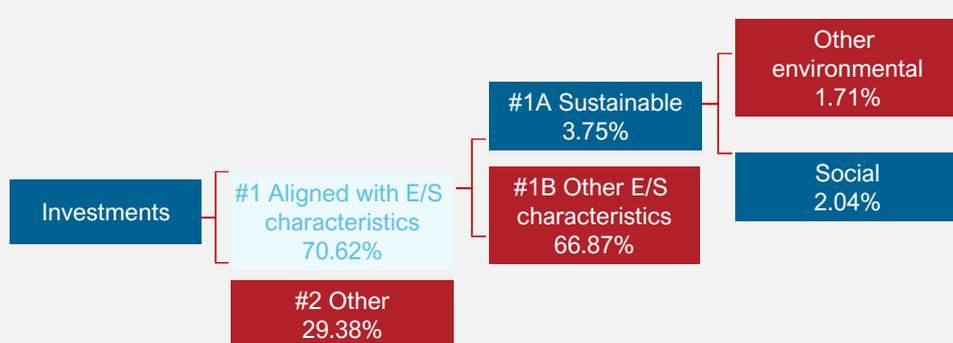 Investments
#1 Aligned with E/S
characteristics
70.62%
#2 Other
29.38%
#1A Sustainable
3.75%
#1B Other E/S
characteristics
66.87%
Other
environmental
1.71%
Social
2.04%